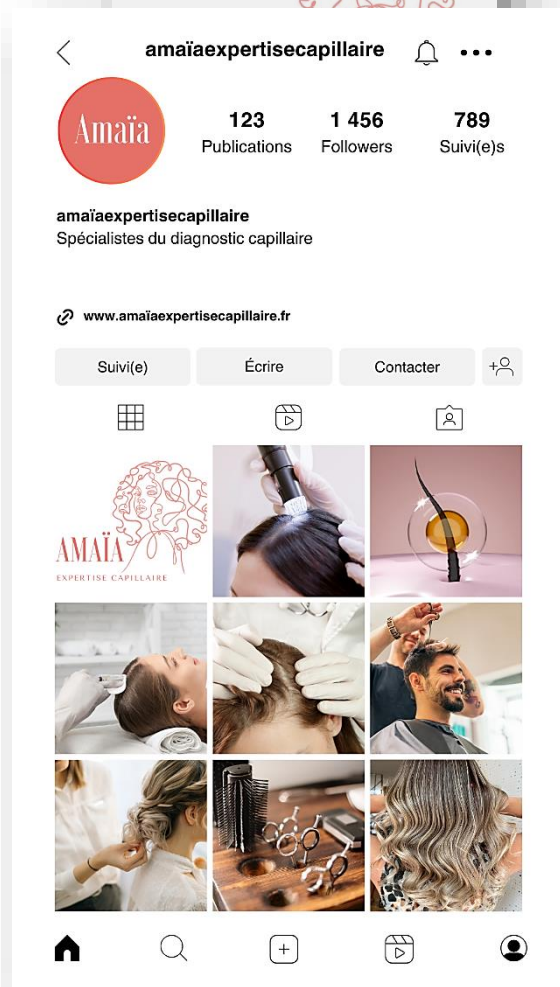 amaïaexpertisecapillaire
Amaïa
123 1 456 789
Publications Followers Suivi(e)s
amaïaexpertisecapillaire
Spécialistes du diagnostic capillaire
www.amaïaexpertisecapillaire.fr
Suivi(e) Écrire Contacter
AMAÏA
EXPERTISE CAPILLAIRE